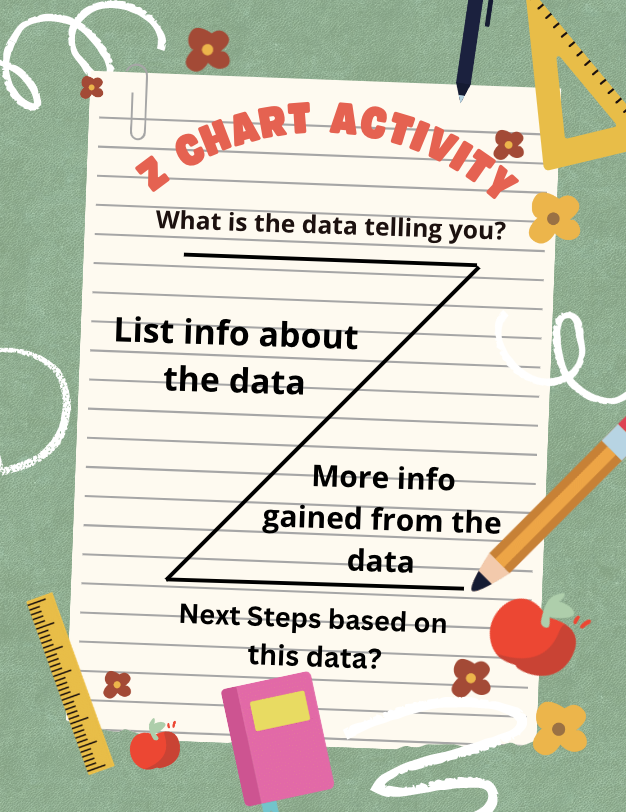 Z CHART ACTIVITY
What is the data telling you?
List info about
the data
More info
gained from the
data
Next Steps based on
this data?